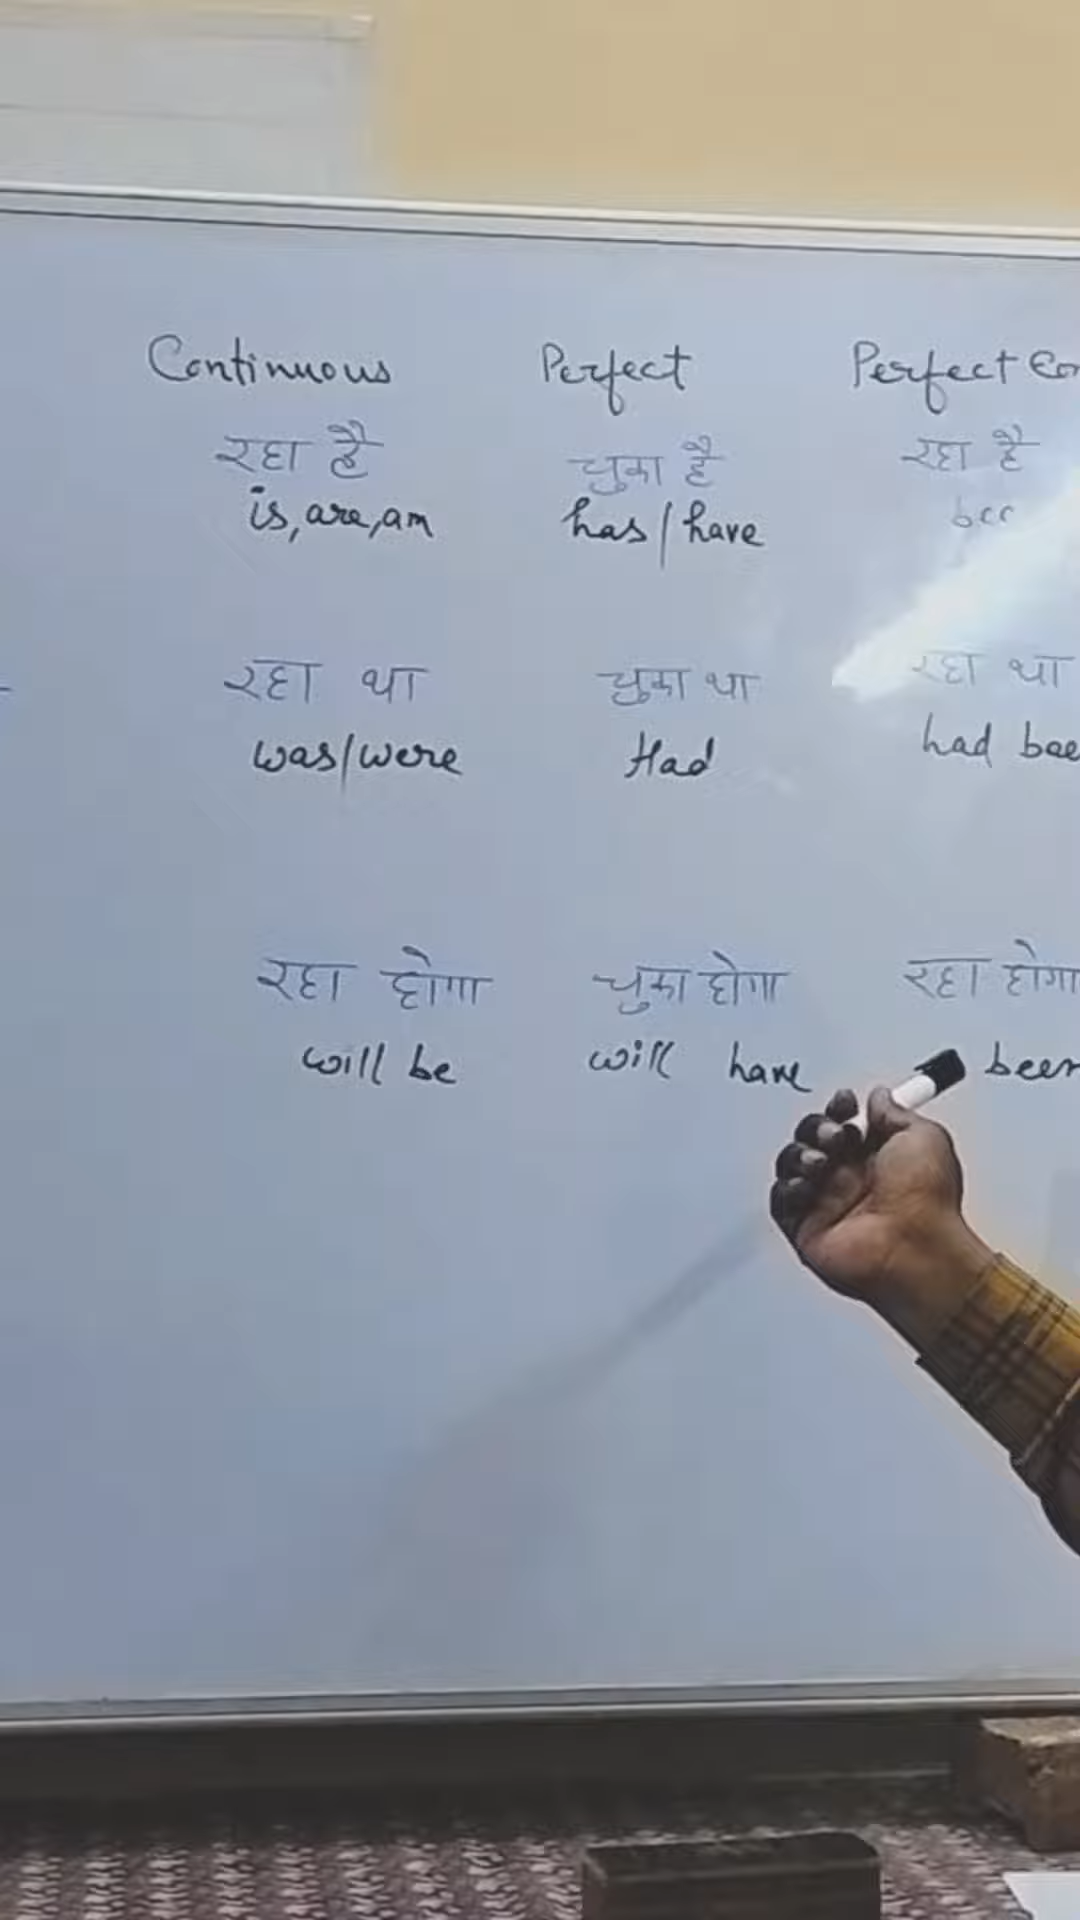 Continuous Perfect Perfect
रहा है चुका है रहा है
is, are, am has/have
रहा था चुका था रहा था
was/were Had had
रहा होगा चुका होगा रहा होगा
will be will have